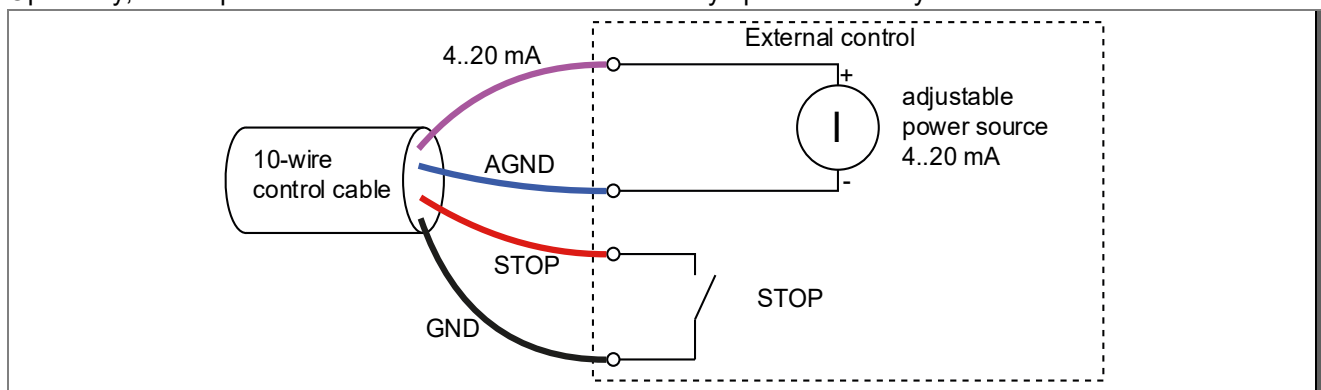 External control
4..20 mA
+
adjustable
power source
4..20 mA
I
10-wire
control cable
AGND
-
STOP
STOP
GND